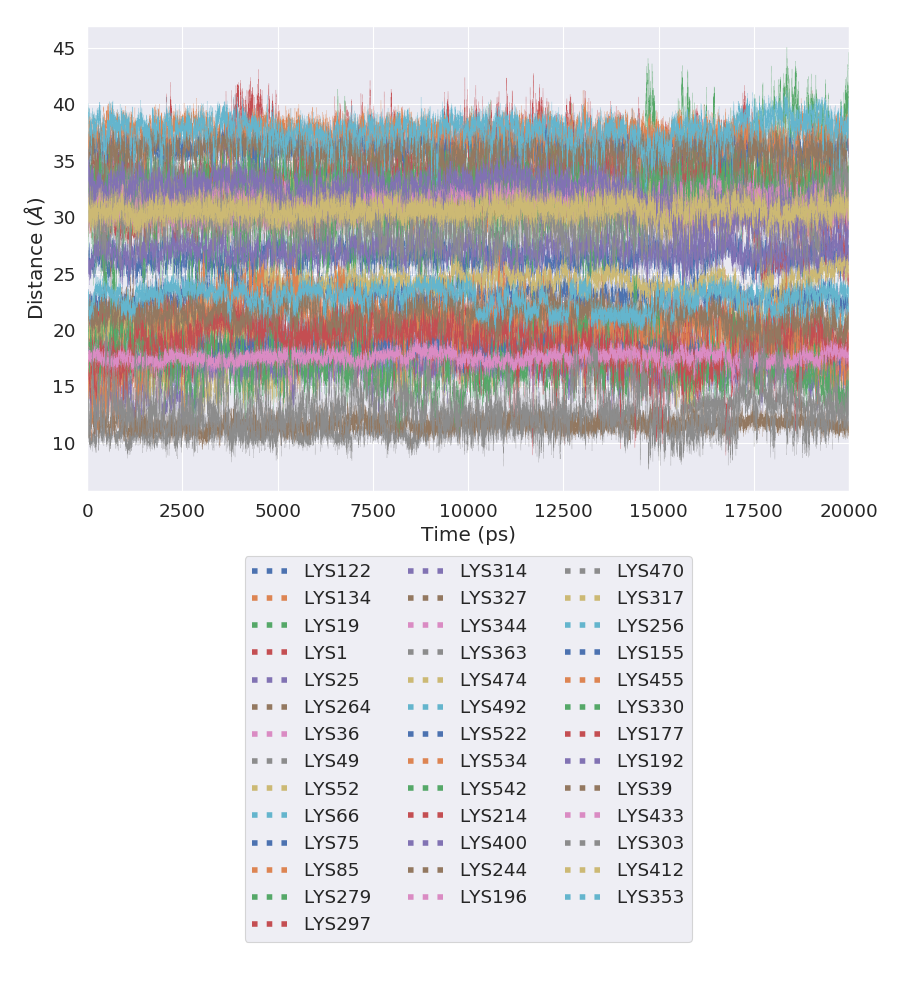 45
40
35
30
25
20
15
10
Distance (Å)
0 2500 5000 7500 10000 12500 15000 17500 20000
Time (ps)
LYS122 LYS314 LYS470
LYS134 LYS327 LYS317
LYS19 LYS344 LYS256
LYS1 LYS363 LYS155
LYS25 LYS474 LYS455
LYS264 LYS492 LYS330
LYS36 LYS522 LYS177
LYS49 LYS534 LYS192
LYS52 LYS542 LYS39
LYS66 LYS214 LYS433
LYS75 LYS400 LYS303
LYS85 LYS244 LYS412
LYS279 LYS196 LYS353
LYS297